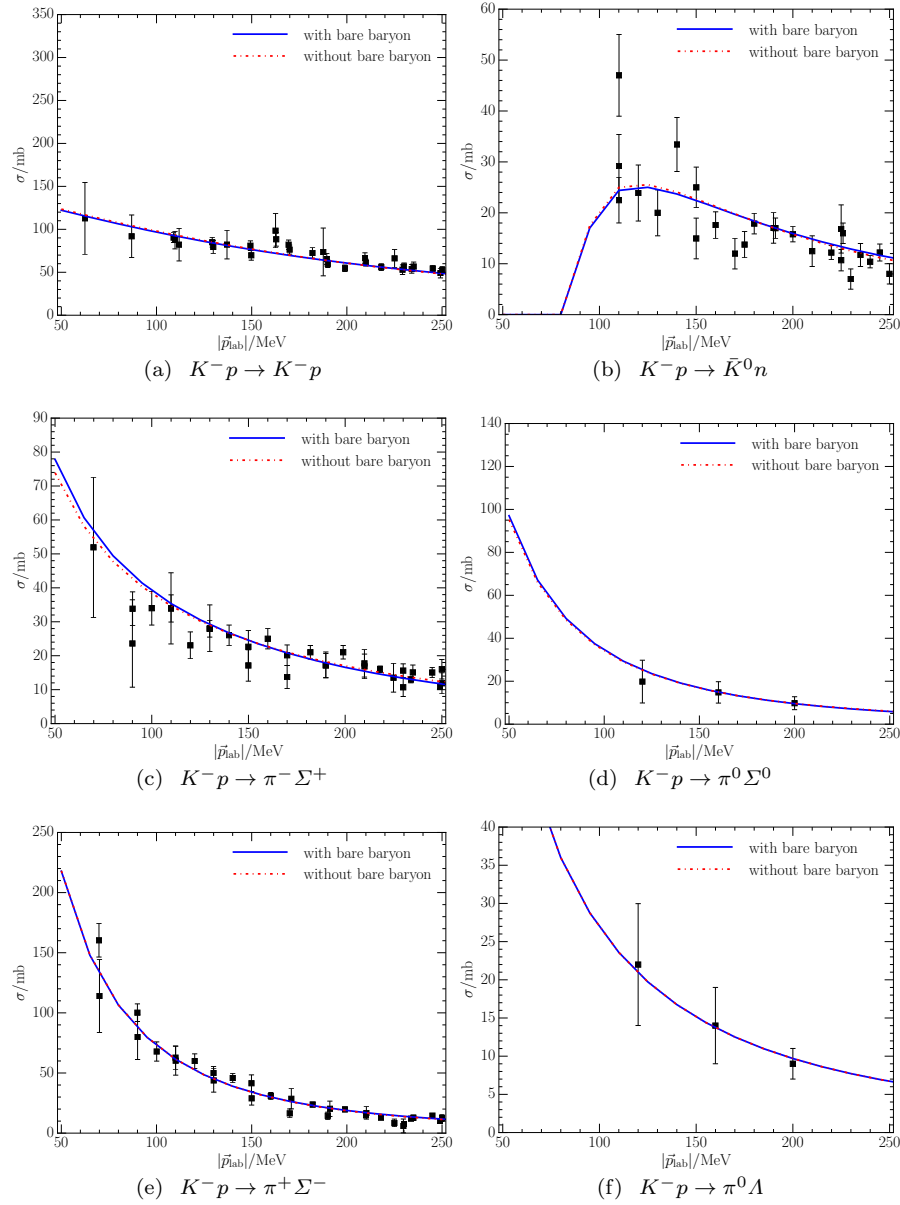 350
300
250
200
150
100
50
0
σ/mb
with bare baryon
without bare baryon
50 100 150 200 250
|p⃗lab|/MeV
(a) K⁻p → K⁻p
60
50
40
30
20
10
0
σ/mb
with bare baryon
without bare baryon
50 100 150 200 250
|p⃗lab|/MeV
(b) K⁻p → K̄⁰n
90
80
70
60
50
40
30
20
10
0
σ/mb
with bare baryon
without bare baryon
50 100 150 200 250
|p⃗lab|/MeV
(c) K⁻p → π⁻Σ⁺
140
120
100
80
60
40
20
0
σ/mb
with bare baryon
without bare baryon
50 100 150 200 250
|p⃗lab|/MeV
(d) K⁻p → π⁰Σ⁰
250
200
150
100
50
0
σ/mb
with bare baryon
without bare baryon
50 100 150 200 250
|p⃗lab|/MeV
(e) K⁻p → π⁺Σ⁻
40
35
30
25
20
15
10
5
0
σ/mb
with bare baryon
without bare baryon
50 100 150 200 250
|p⃗lab|/MeV
(f) K⁻p → π⁰Λ